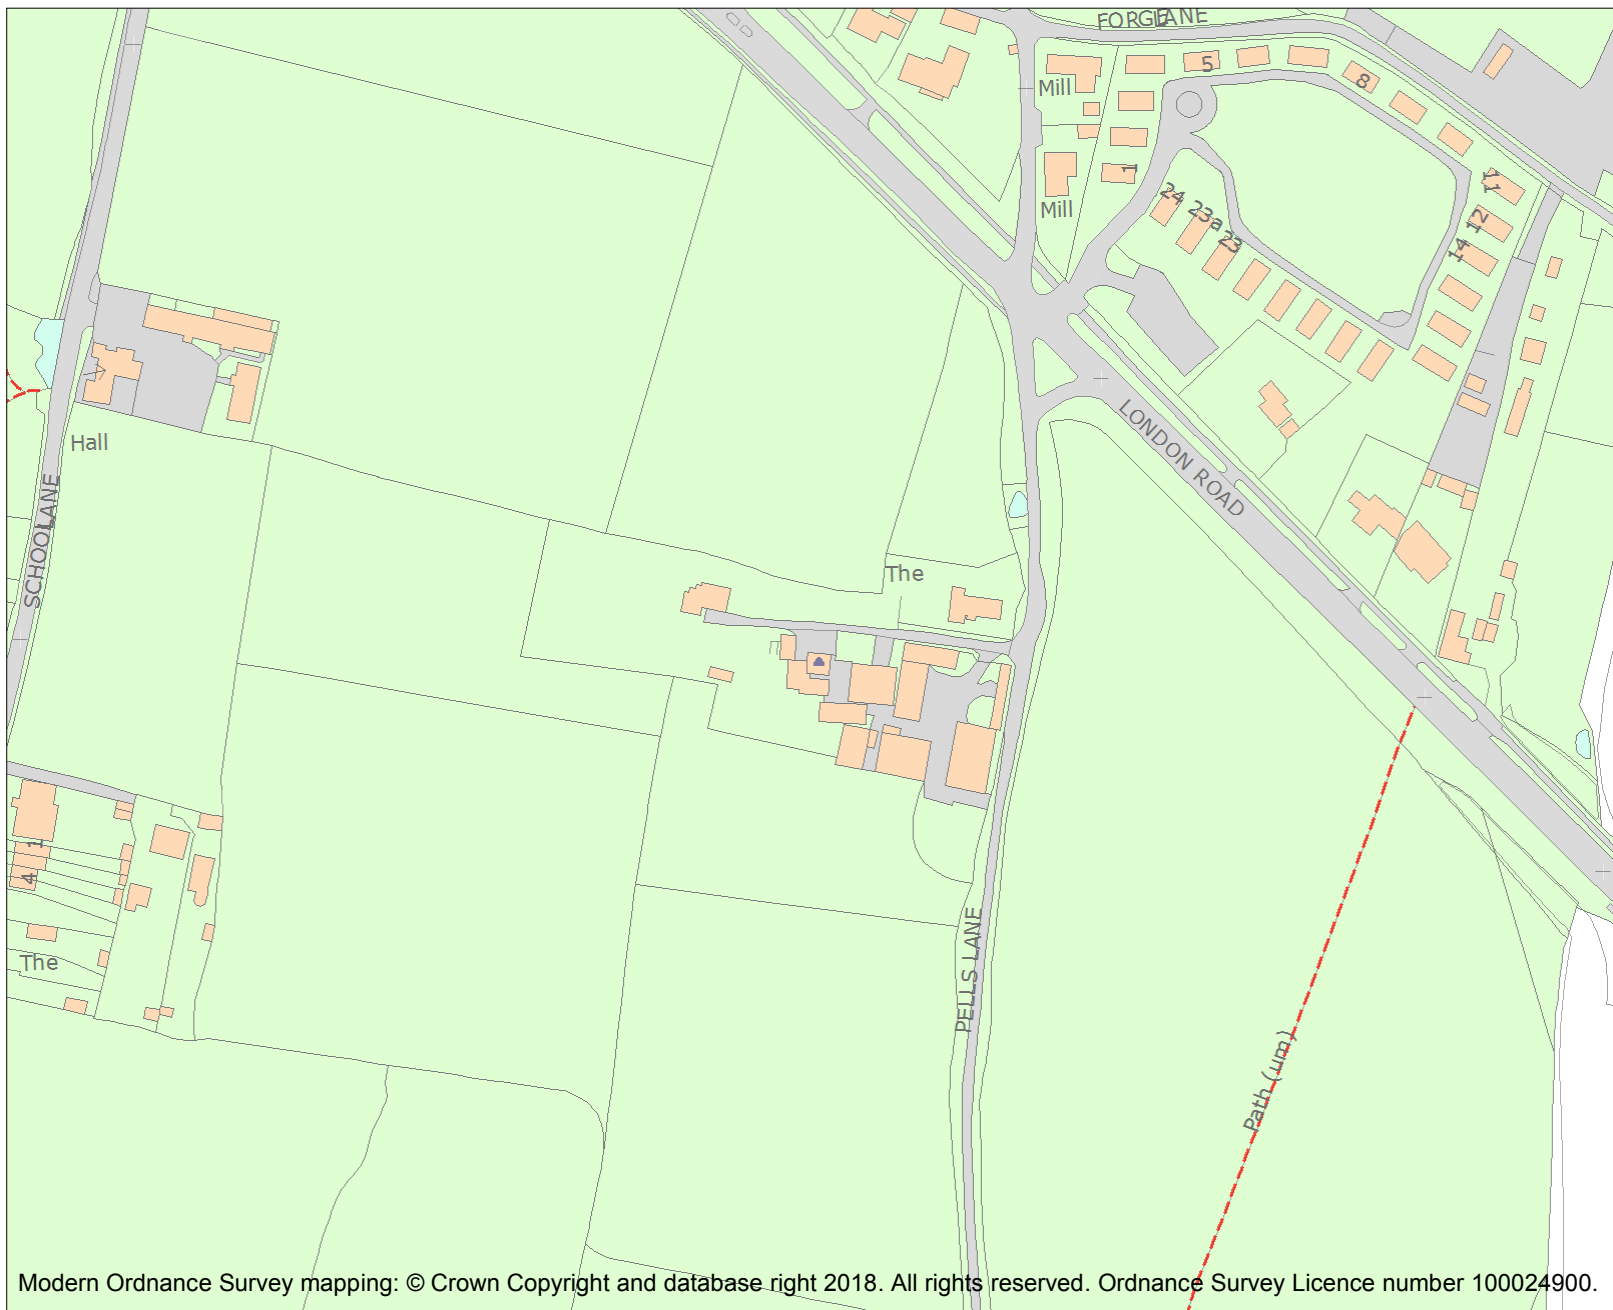 FORGE LANE
5
Mill
8
1
11
24
23a
12
Mill
23
14
LONDON ROAD
Hall
SCHOOL LANE
The
1
4
PELLS LANE
The
Path (um)
Modern Ordnance Survey mapping: © Crown Copyright and database right 2018. All rights reserved. Ordnance Survey Licence number 100024900.